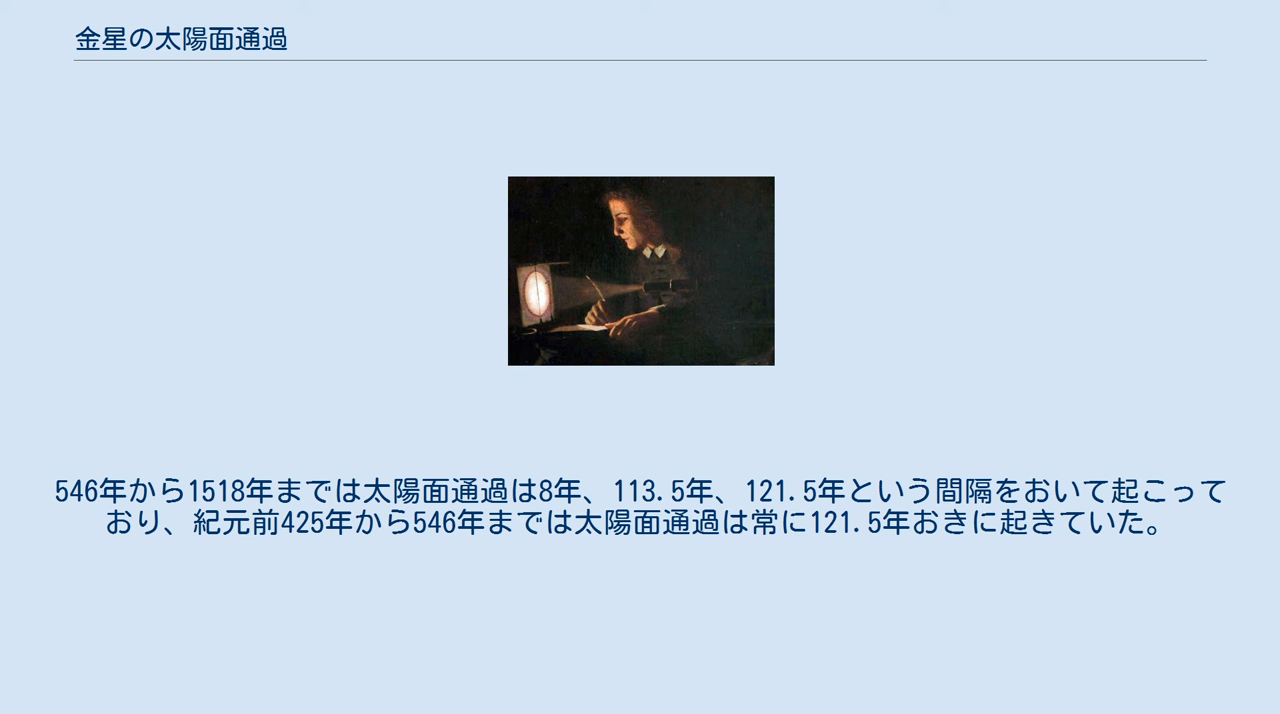 金星の太陽面通過
546年から1518年までは太陽面通過は8年、113.5年、121.5年という間隔をおいて起こって
おり、紀元前425年から546年までは太陽面通過は常に121.5年おきに起きていた。